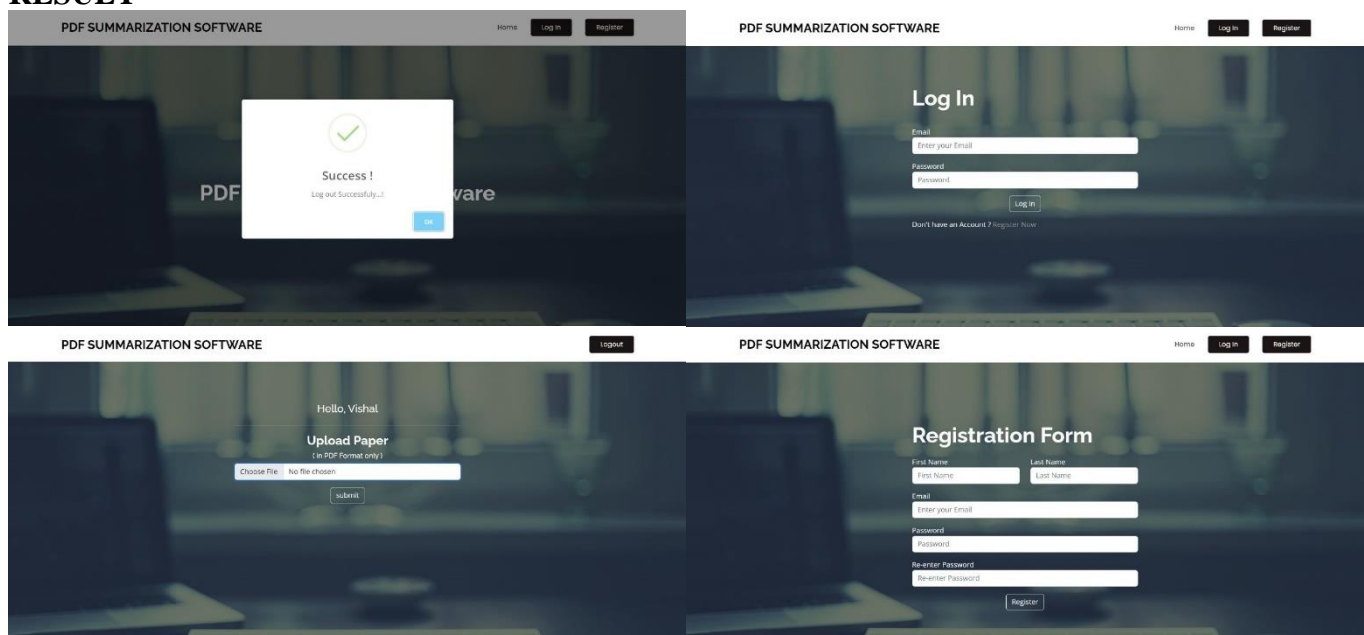 RESULT
PDF SUMMARIZATION SOFTWARE
Home Log In Register
Success !
Log out Successfuly...!
PDF
ware
OK
PDF SUMMARIZATION SOFTWARE
Home Log In Register
Log In
Email
Enter your Email
Password
Password
Log In
Don't have an Account ? Register Now
PDF SUMMARIZATION SOFTWARE
Logout
Hello, Vishal
Upload Paper
( in PDF Format only )
Choose File No file chosen
submit
PDF SUMMARIZATION SOFTWARE
Home Log In Register
Registration Form
First Name Last Name
First Name Last Name
Email
Enter your Email
Password
Password
Re-enter Password
Re-enter Password
Register